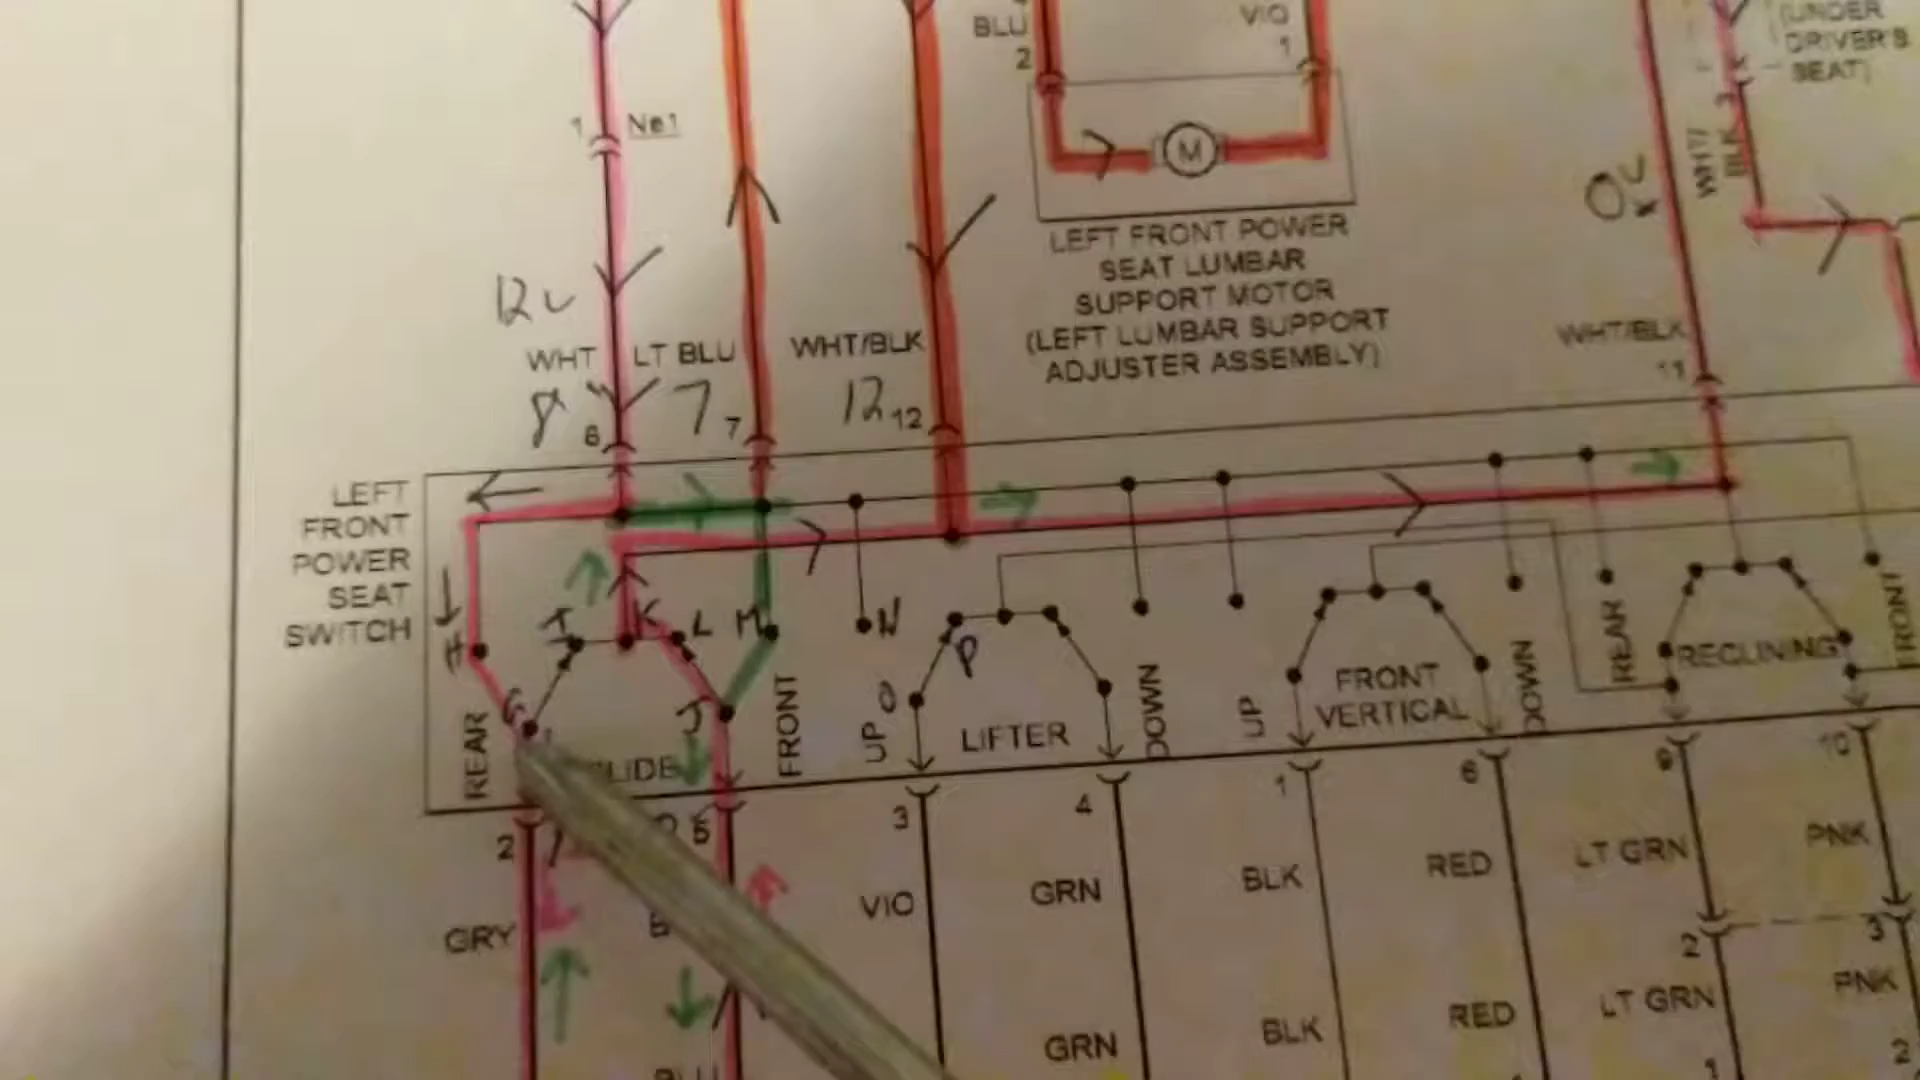 BLU
2
VIO
1
(UNDER
DRIVER'S
SEAT)
1
Ne1
M
3
WHT/
BLK
LEFT FRONT POWER
SEAT LUMBAR
SUPPORT MOTOR
(LEFT LUMBAR SUPPORT
ADJUSTER ASSEMBLY)
12v
WHT
LT BLU
WHT/BLK
WHT/BLK
11
8
6
7
7
12
12
LEFT
FRONT
POWER
SEAT
SWITCH
H
I
K
L
M
N
G
J
O
P
REAR
SLIDE
FRONT
UP
LIFTER
DOWN
UP
FRONT
VERTICAL
DOWN
REAR
RECLINING
FRONT
2
5
3
4
1
6
9
10
GRY
VIO
GRN
BLK
RED
LT GRN
PNK
2
3
BLU
GRN
BLK
RED
LT GRN
PNK
1
2